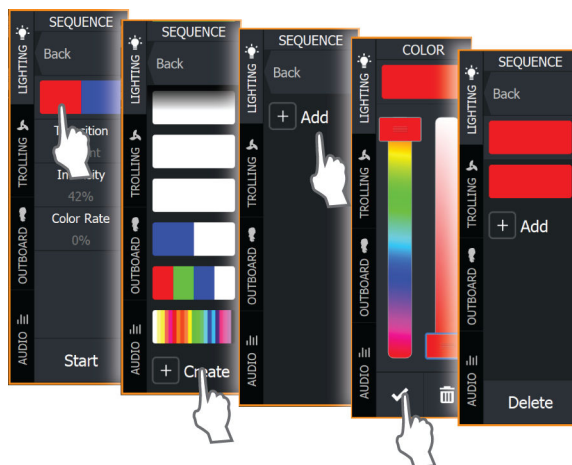 SEQUENCE
Back
Intensity
42%
Color Rate
0%
Start
LIGHTING
TROLLING
OUTBOARD
AUDIO
SEQUENCE
Back
Create
LIGHTING
TROLLING
OUTBOARD
AUDIO
SEQUENCE
Back
Add
LIGHTING
TROLLING
OUTBOARD
AUDIO
COLOR
LIGHTING
TROLLING
OUTBOARD
AUDIO
SEQUENCE
Back
Add
Delete
LIGHTING
TROLLING
OUTBOARD
AUDIO